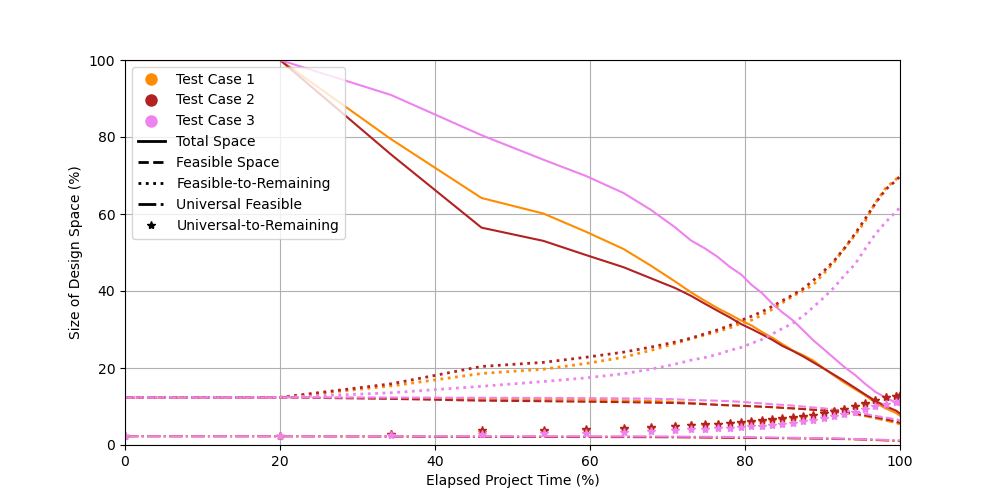 100
80
60
40
20
0
Size of Design Space (%)
Test Case 1
Test Case 2
Test Case 3
Total Space
Feasible Space
Feasible-to-Remaining
Universal Feasible
Universal-to-Remaining
0 20 40 60 80 100
Elapsed Project Time (%)